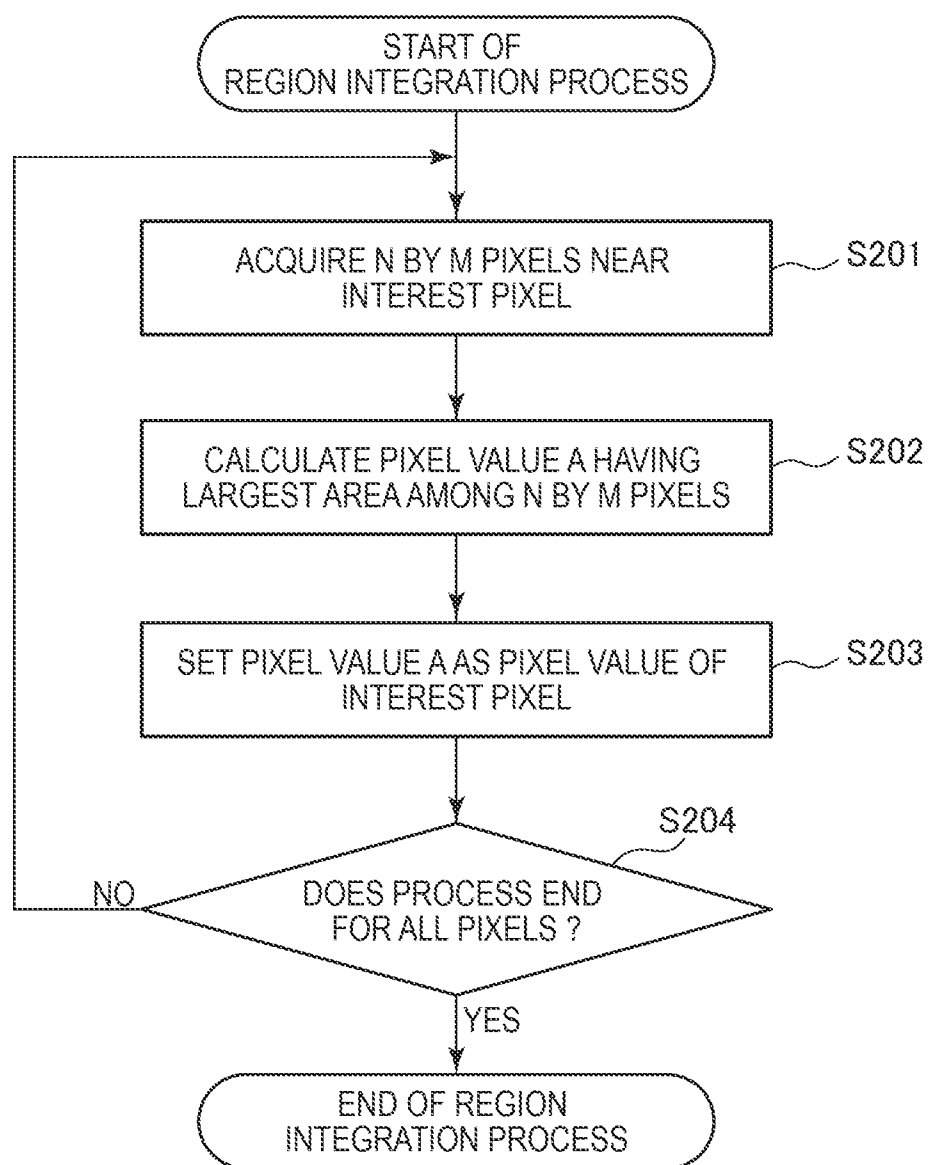 START OF
REGION INTEGRATION PROCESS
ACQUIRE N BY M PIXELS NEAR
INTEREST PIXEL
S201
CALCULATE PIXEL VALUE A HAVING
LARGEST AREA AMONG N BY M PIXELS
S202
SET PIXEL VALUE A AS PIXEL VALUE OF
INTEREST PIXEL
S203
S204
DOES PROCESS END
FOR ALL PIXELS ?
NO
YES
END OF REGION
INTEGRATION PROCESS